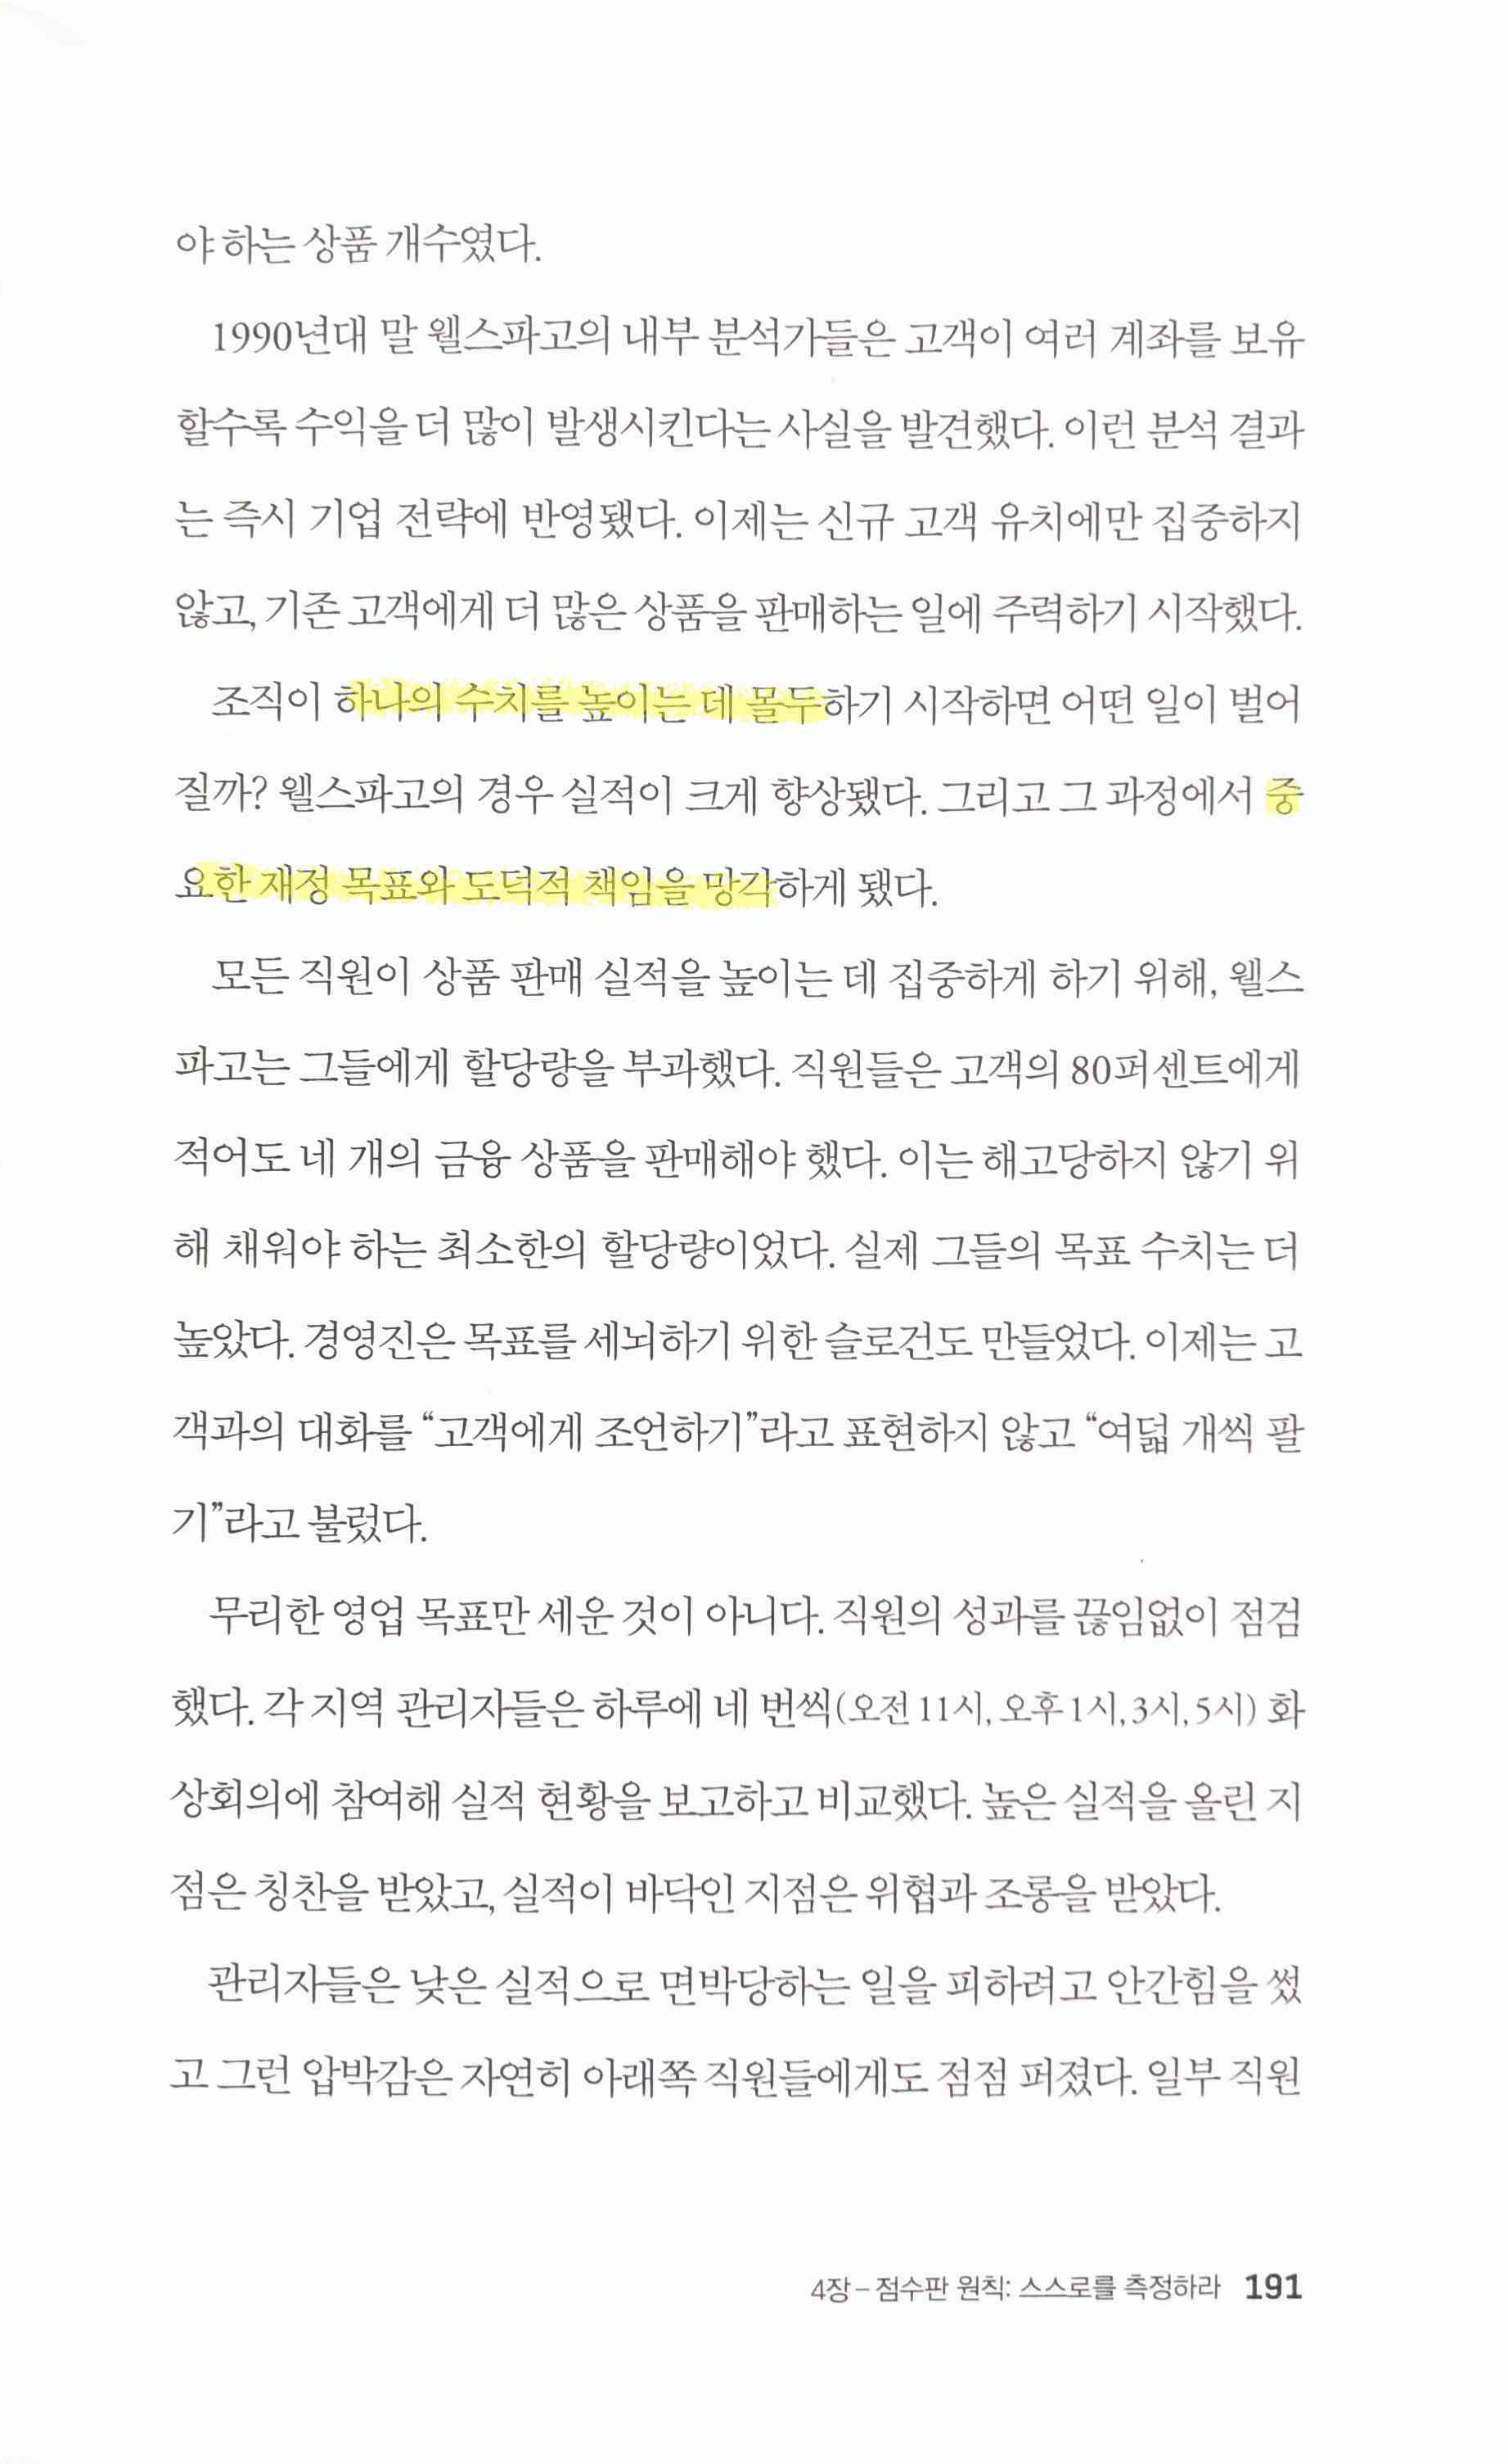 야 하는 상품 개수였다.
1990년대 말 웰스파고의 내부 분석가들은 고객이 여러 계좌를 보유
할수록 수익을 더 많이 발생시킨다는 사실을 발견했다. 이런 분석 결과
는 즉시 기업 전략에 반영됐다. 이제는 신규 고객 유치에만 집중하지
않고, 기존 고객에게 더 많은 상품을 판매하는 일에 주력하기 시작했다.
조직이 하나의 수치를 높이는 데 몰두하기 시작하면 어떤 일이 벌어
질까? 웰스파고의 경우 실적이 크게 향상됐다. 그리고 그 과정에서 중
요한 재정 목표와 도덕적 책임을 망각하게 됐다.
모든 직원이 상품 판매 실적을 높이는 데 집중하게 하기 위해, 웰스
파고는 그들에게 할당량을 부과했다. 직원들은 고객의 80퍼센트에게
적어도 네 개의 금융 상품을 판매해야 했다. 이는 해고당하지 않기 위
해 채워야 하는 최소한의 할당량이었다. 실제 그들의 목표 수치는 더
높았다. 경영진은 목표를 세뇌하기 위한 슬로건도 만들었다. 이제는 고
객과의 대화를 “고객에게 조언하기”라고 표현하지 않고 “여덟 개씩 팔
기”라고 불렀다.
무리한 영업 목표만 세운 것이 아니다. 직원의 성과를 끊임없이 점검
했다. 각 지역 관리자들은 하루에 네 번씩(오전 11시, 오후 1시, 3시, 5시) 화
상회의에 참여해 실적 현황을 보고하고 비교했다. 높은 실적을 올린 지
점은 칭찬을 받았고, 실적이 바닥인 지점은 위협과 조롱을 받았다.
관리자들은 낮은 실적으로 면박당하는 일을 피하려고 안간힘을 썼
고 그런 압박감은 자연히 아래쪽 직원들에게도 점점 퍼졌다. 일부 직원
4장 – 점수판 원칙: 스스로를 측정하라 191